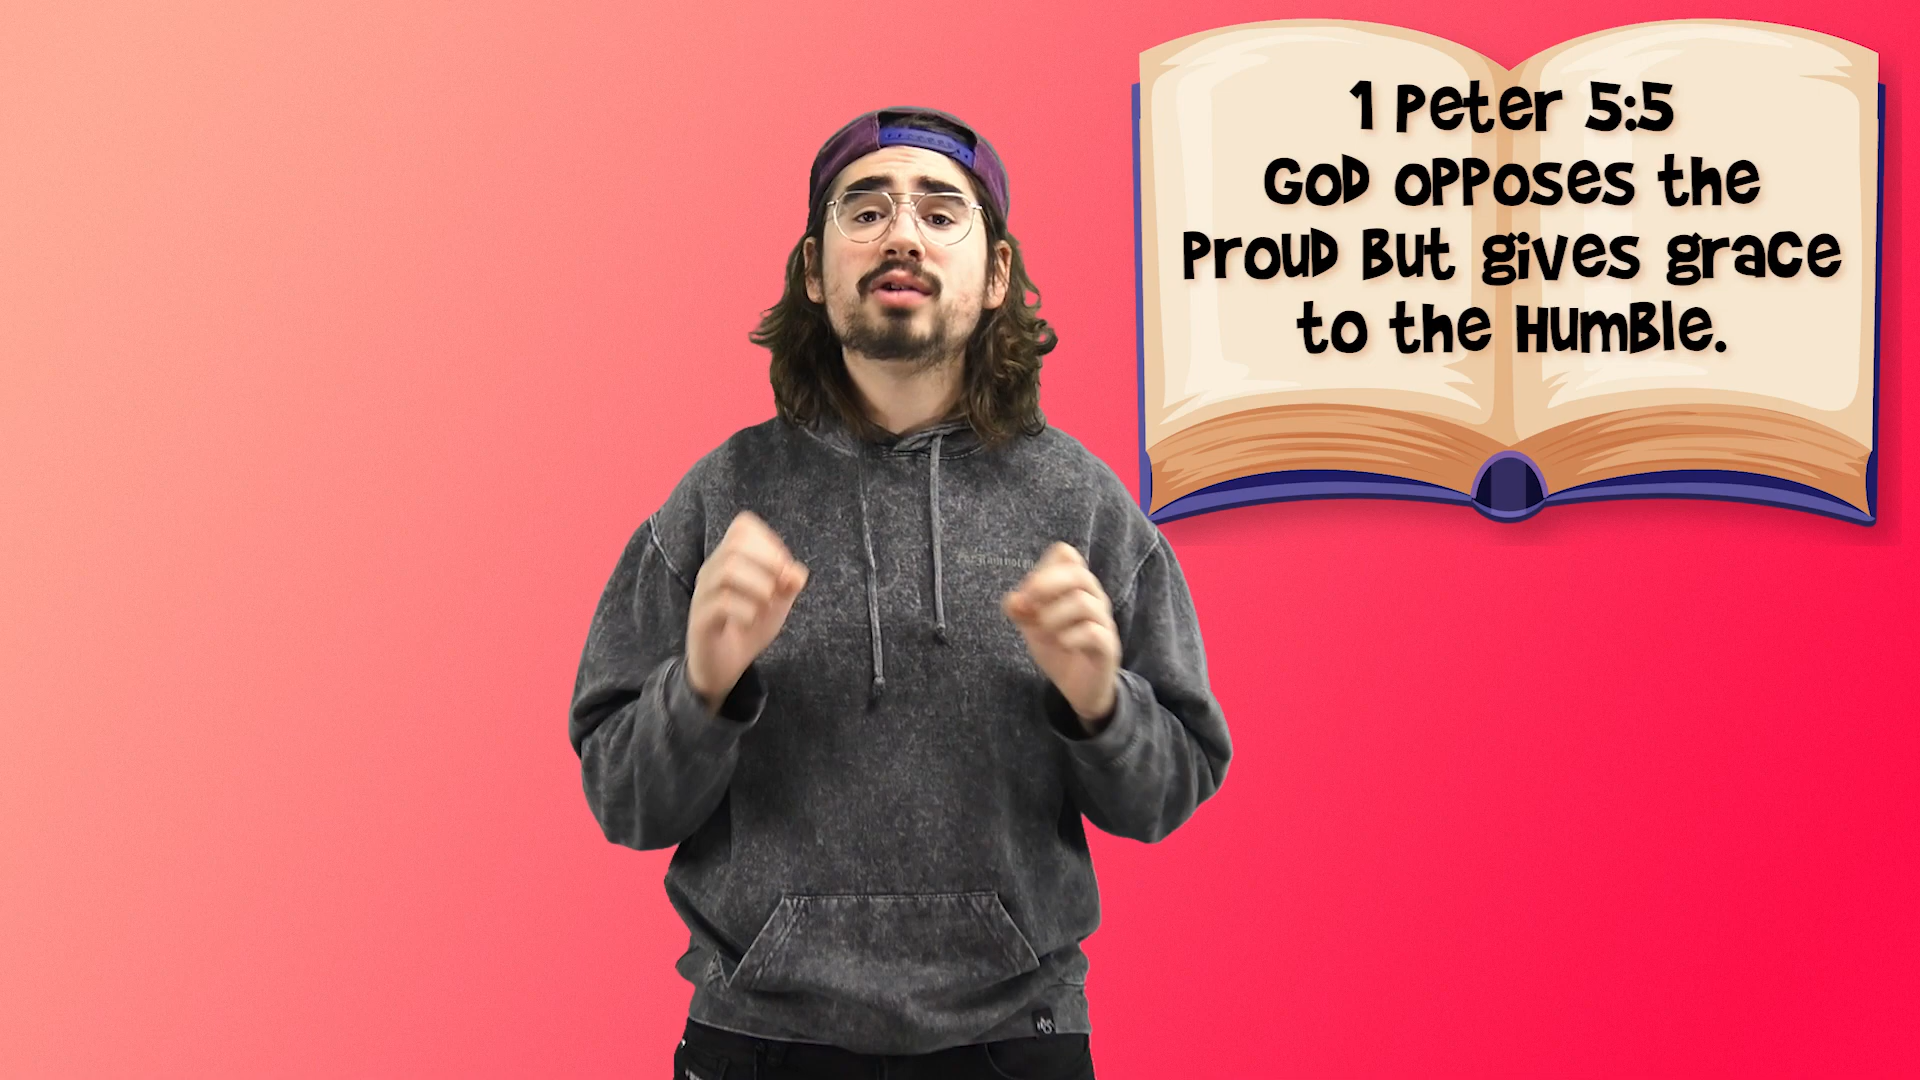 1 Peter 5:5
God opposes the
proud but gives grace
to the humble.